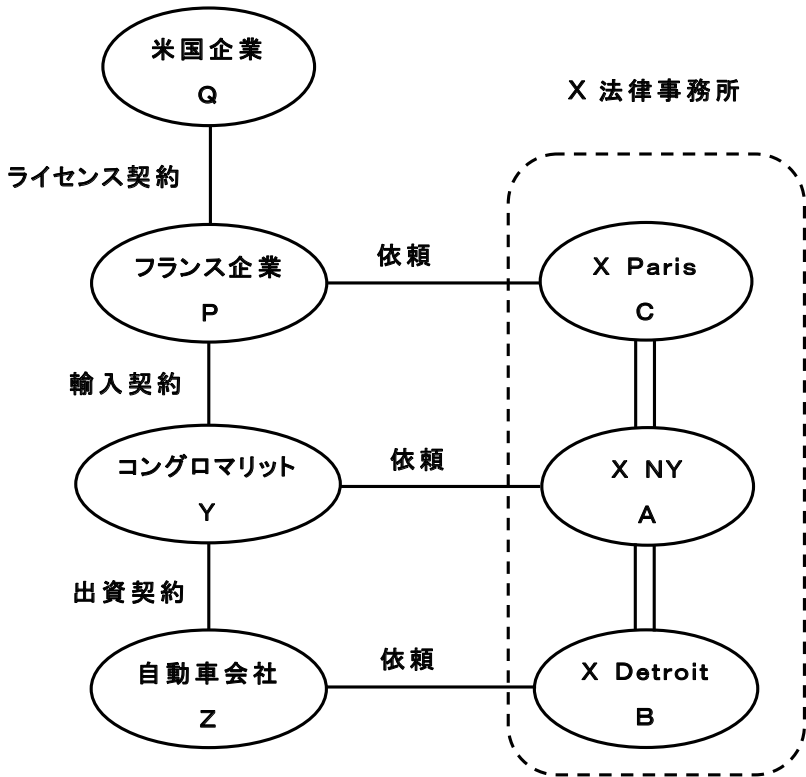 米国企業
Q
X 法律事務所
ライセンス契約
フランス企業
P
依頼
X Paris
C
輸入契約
コングロマリット
Y
依頼
X NY
A
出資契約
自動車会社
Z
依頼
X Detroit
B